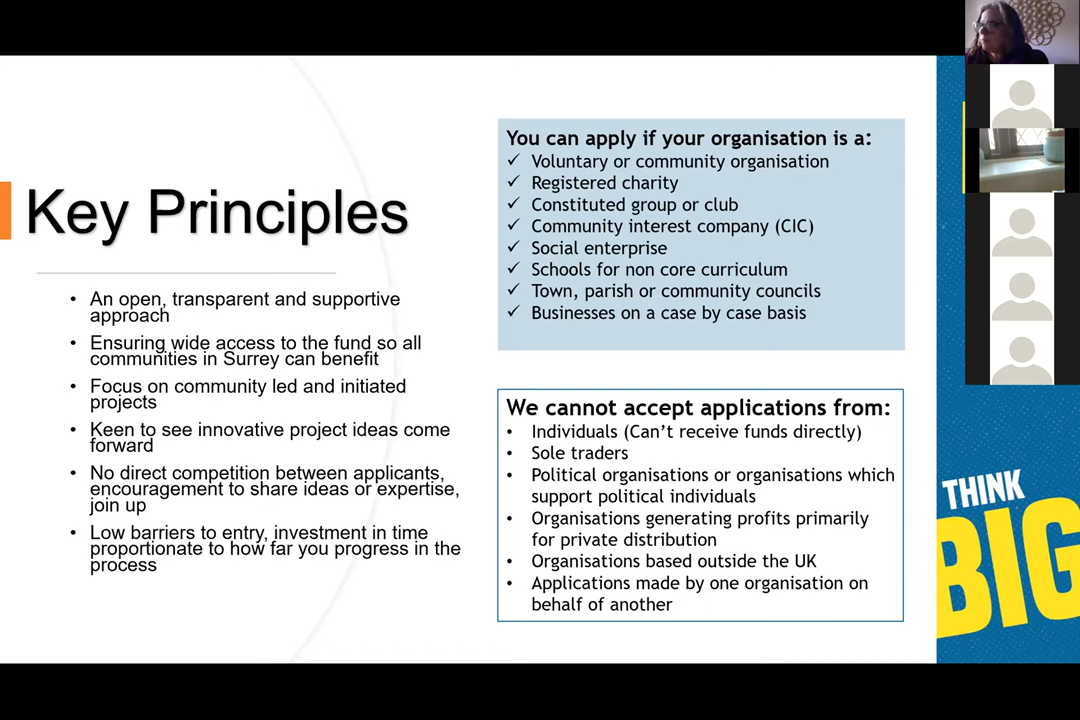 Key Principles
• An open, transparent and supportive
approach
• Ensuring wide access to the fund so all
communities in Surrey can benefit
• Focus on community led and initiated
projects
• Keen to see innovative project ideas come
forward
• No direct competition between applicants,
encouragement to share ideas or expertise,
join up
• Low barriers to entry, investment in time
proportionate to how far you progress in the
process
You can apply if your organisation is a:
✓ Voluntary or community organisation
✓ Registered charity
✓ Constituted group or club
✓ Community interest company (CIC)
✓ Social enterprise
✓ Schools for non core curriculum
✓ Town, parish or community councils
✓ Businesses on a case by case basis
We cannot accept applications from:
• Individuals (Can't receive funds directly)
• Sole traders
• Political organisations or organisations which
support political individuals
• Organisations generating profits primarily
for private distribution
• Organisations based outside the UK
• Applications made by one organisation on
behalf of another
THINK
BIG